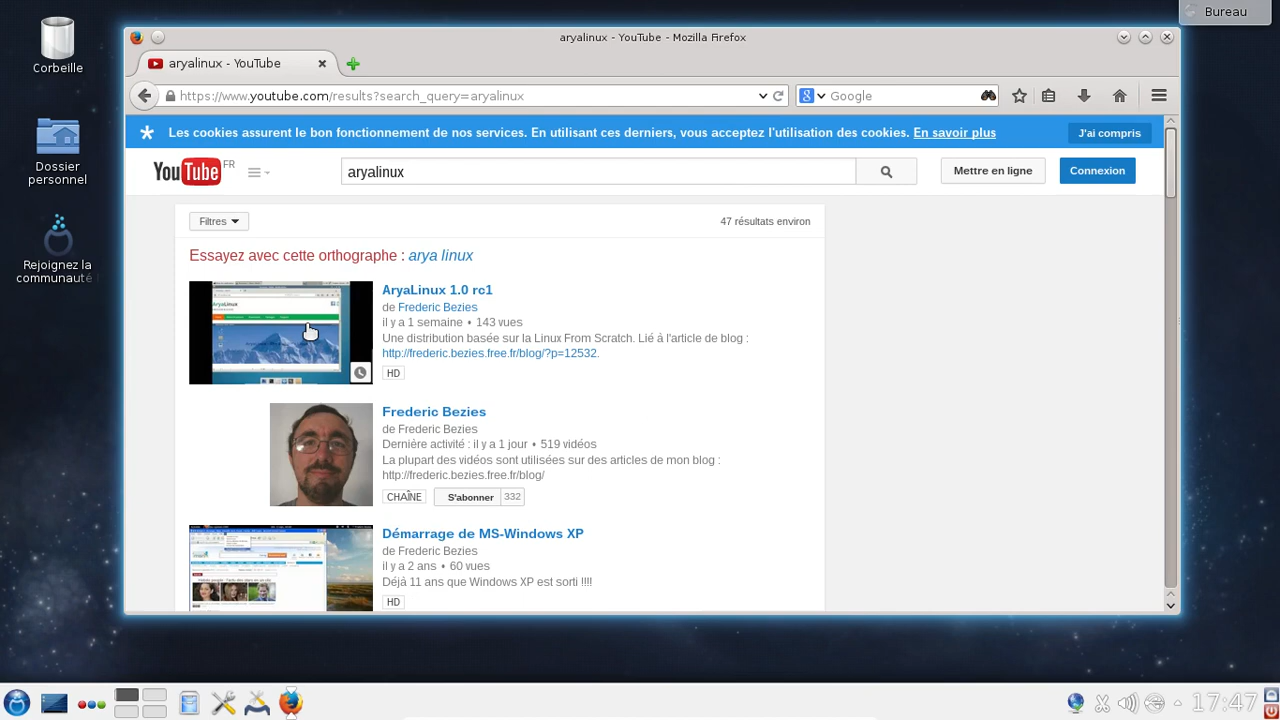 Bureau
Corbeille
Dossier
personnel
Rejoignez la
communauté
aryalinux - YouTube - Mozilla Firefox
aryalinux - YouTube
https://www.youtube.com/results?search_query=aryalinux
Google
Les cookies assurent le bon fonctionnement de nos services. En utilisant ces derniers, vous acceptez l'utilisation des cookies. En savoir plus
J'ai compris
YouTube FR
aryalinux
Mettre en ligne
Connexion
Filtres
47 résultats environ
Essayez avec cette orthographe : arya linux
AryaLinux 1.0 rc1
de Frederic Bezies
il y a 1 semaine • 143 vues
Une distribution basée sur la Linux From Scratch. Lié à l'article de blog :
http://frederic.bezies.free.fr/blog/?p=12532.
HD
Frederic Bezies
de Frederic Bezies
Dernière activité : il y a 1 jour • 519 vidéos
La plupart des vidéos sont utilisées sur des articles de mon blog :
http://frederic.bezies.free.fr/blog/
CHAÎNE
S'abonner 332
Démarrage de MS-Windows XP
de Frederic Bezies
il y a 2 ans • 60 vues
Déjà 11 ans que Windows XP est sorti !!!!
HD
17:47